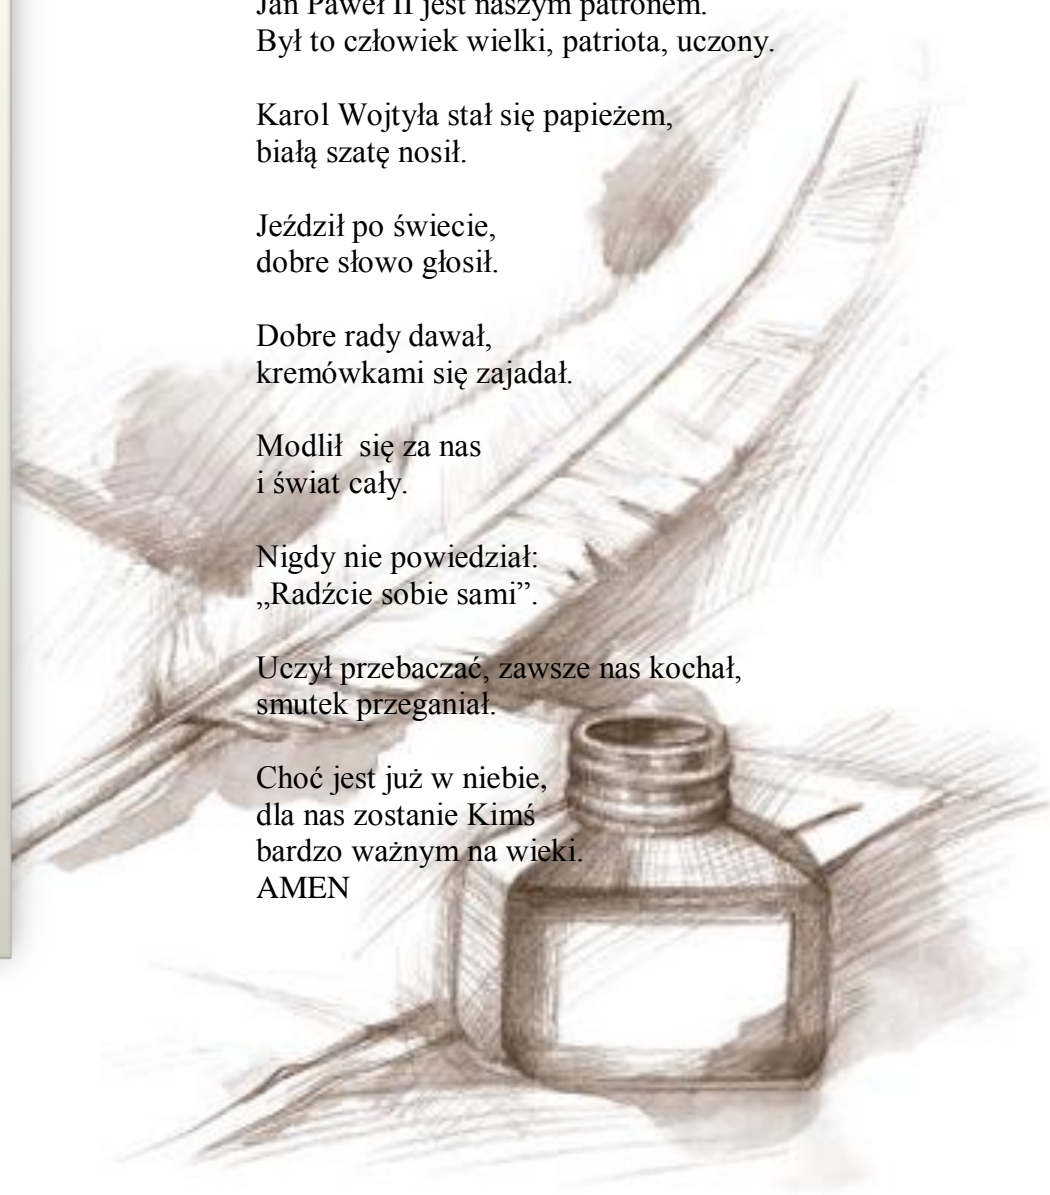 Jan Paweł II jest naszym patronem.
Był to człowiek wielki, patriota, uczony.
Karol Wojtyła stał się papieżem,
białą szatę nosił.
Jeździł po świecie,
dobre słowo głosił.
Dobre rady dawał,
kremówkami się zajadał.
Modlił  się za nas
i świat cały.
Nigdy nie powiedział:
„Radźcie sobie sami”.
Uczył przebaczać, zawsze nas kochał,
smutek przeganiał.
Choć jest już w niebie,
dla nas zostanie Kimś
bardzo ważnym na wieki.
AMEN